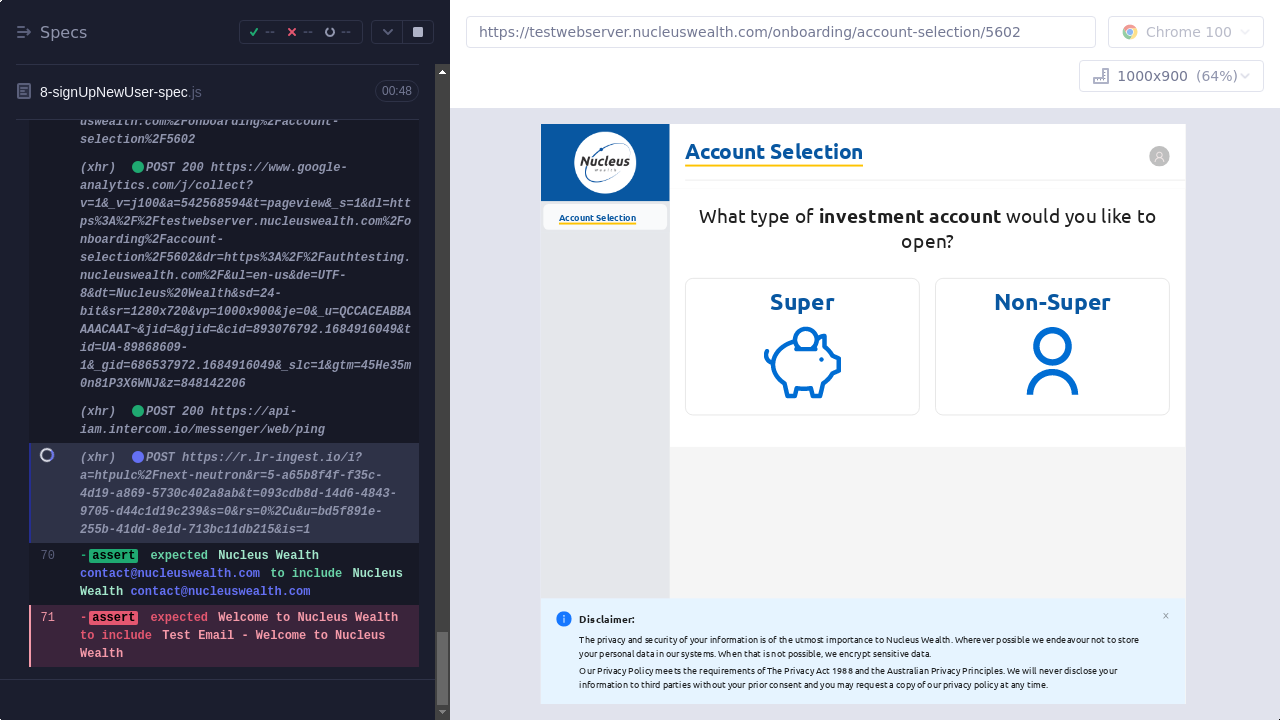 Specs
--
--
--
8-signUpNewUser-spec.js
00:48
uswealth.com%2Fonboarding%2Faccount-
selection%2F5602
(xhr) POST 200 https://www.google-
analytics.com/j/collect?
v=1&_v=j100&a=542568594&t=pageview&_s=1&dl=htt
ps%3A%2F%2Ftestwebserver.nucleuswealth.com%2Fo
nboarding%2Faccount-
selection%2F5602&dr=https%3A%2F%2Fauthtesting.
nucleuswealth.com%2F&ul=en-us&de=UTF-
8&dt=Nucleus%20Wealth&sd=24-
bit&sr=1280x720&vp=1000x900&je=0&_u=QCCACEABBA
AAACAAI~&jid=&gjid=&cid=893076792.1684916049&t
id=UA-89868609-
1&_gid=686537972.1684916049&_slc=1&gtm=45He35m
0n81P3X6WNJ&z=848142206
(xhr) POST 200 https://api-
iam.intercom.io/messenger/web/ping
(xhr) POST https://r.lr-ingest.io/i?
a=htpulc%2Fnext-neutron&r=5-a65b8f4f-f35c-
4d19-a869-5730c402a8ab&t=093cdb8d-14d6-4843-
9705-d44c1d19c239&s=0&rs=0%2Cu&u=bd5f891e-
255b-41dd-8e1d-713bc11db215&is=1
70 -assert expected Nucleus Wealth
contact@nucleuswealth.com to include Nucleus
Wealth contact@nucleuswealth.com
71 -assert expected Welcome to Nucleus Wealth
to include Test Email - Welcome to Nucleus
Wealth
https://testwebserver.nucleuswealth.com/onboarding/account-selection/5602
Chrome 100
1000x900 (64%)
Nucleus
Wealth
Account Selection
Account Selection
What type of investment account would you like to
open?
Super
Non-Super
Disclaimer:
×
The privacy and security of your information is of the utmost importance to Nucleus Wealth. Wherever possible we endeavour not to store
your personal data in our systems. When that is not possible, we encrypt sensitive data.
Our Privacy Policy meets the requirements of The Privacy Act 1988 and the Australian Privacy Principles. We will never disclose your
information to third parties without your prior consent and you may request a copy of our privacy policy at any time.